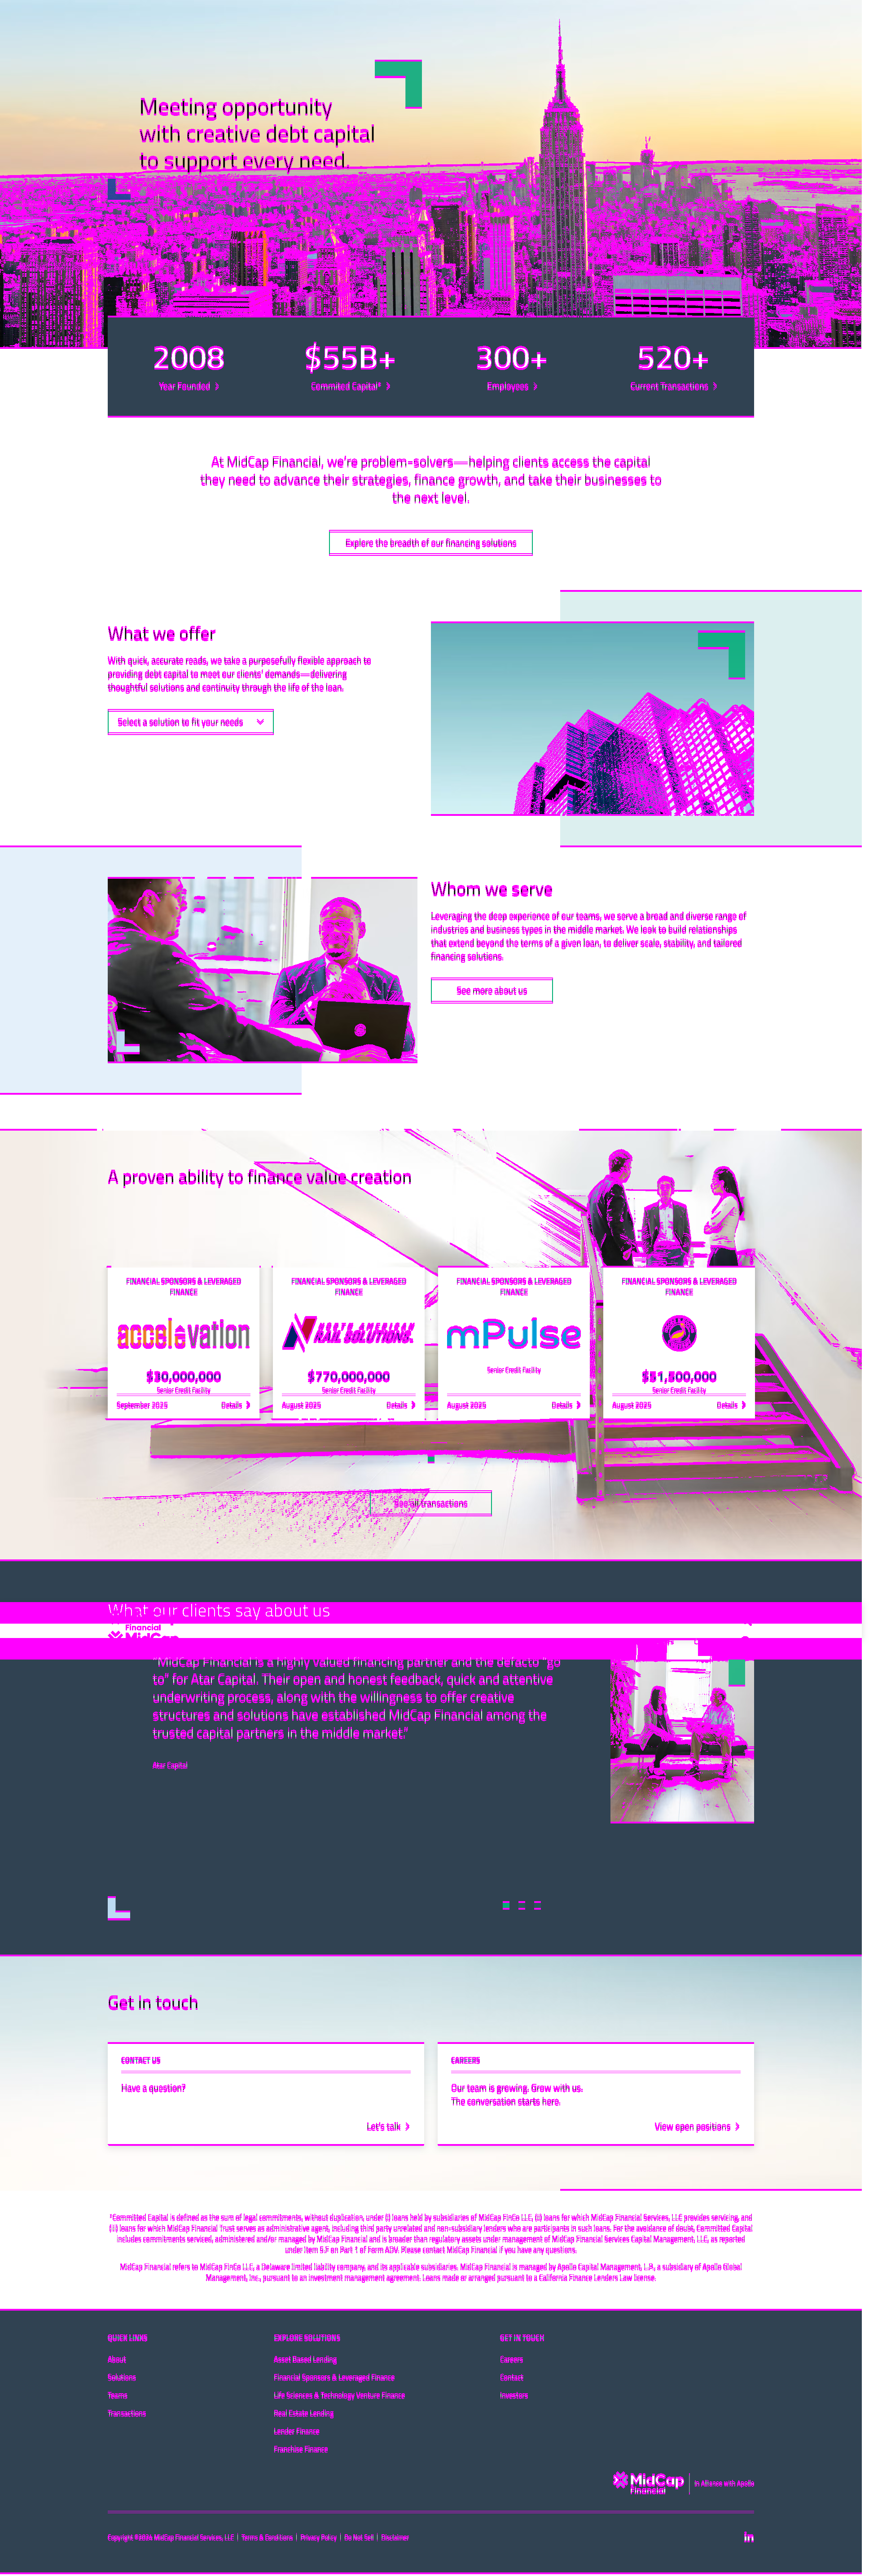 Meeting opportunity
with creative debt capital
to support every need.
2008
Year Founded
$55B+
Commited Capital¹
300+
Employees
520+
Current Transactions
At MidCap Financial, we're problem-solvers—helping clients access the capital
they need to advance their strategies, finance growth, and take their businesses to
the next level.
Explore the breadth of our financing solutions
What we offer
With quick, accurate reads, we take a purposefully flexible approach to
providing debt capital to meet our clients' demands—delivering
thoughtful solutions and continuity through the life of the loan.
Select a solution to fit your needs
Whom we serve
Leveraging the deep experience of our teams, we serve a broad and diverse range of
industries and business types in the middle market. We look to build relationships
that extend beyond the terms of a given loan, to deliver scale, stability, and tailored
financing solutions.
See more about us
A proven ability to finance value creation
FINANCIAL SPONSORS & LEVERAGED
FINANCE
accelevation
$30,000,000
Senior Credit Facility
September 2025
Details
FINANCIAL SPONSORS & LEVERAGED
FINANCE
NORTH AMERICAN
RAIL SOLUTIONS.
$770,000,000
Senior Credit Facility
August 2025
Details
FINANCIAL SPONSORS & LEVERAGED
FINANCE
mPulse
Senior Credit Facility
August 2025
Details
FINANCIAL SPONSORS & LEVERAGED
FINANCE
$51,500,000
Senior Credit Facility
August 2025
Details
See all transactions
What our clients say about us
Financial
MidCap
"MidCap Financial is a highly valued financing partner and the defacto "go
to" for Atar Capital. Their open and honest feedback, quick and attentive
underwriting process, along with the willingness to offer creative
structures and solutions have established MidCap Financial among the
trusted capital partners in the middle market."
Atar Capital
Get in touch
CONTACT US
Have a question?
Let's talk
CAREERS
Our team is growing. Grow with us.
The conversation starts here.
View open positions
¹Committed Capital is defined as the sum of legal commitments, without duplication, under (i) loans held by subsidiaries of MidCap FinCo LLC, (ii) loans for which MidCap Financial Services, LLC provides servicing, and
(iii) loans for which MidCap Financial Trust serves as administrative agent, including third party unrelated and non-subsidiary lenders who are participants in such loans. For the avoidance of doubt, Committed Capital
includes commitments serviced, administered and/or managed by MidCap Financial and is broader than regulatory assets under management of MidCap Financial Services Capital Management, LLC, as reported
under Item 5.F on Part 1 of Form ADV. Please contact MidCap Financial if you have any questions.
MidCap Financial refers to MidCap FinCo LLC, a Delaware limited liability company, and its applicable subsidiaries. MidCap Financial is managed by Apollo Capital Management, L.P., a subsidiary of Apollo Global
Management, Inc., pursuant to an investment management agreement. Loans made or arranged pursuant to a California Finance Lenders Law license.
QUICK LINKS
About
Solutions
Teams
Transactions
EXPLORE SOLUTIONS
Asset Based Lending
Financial Sponsors & Leveraged Finance
Life Sciences & Technology Venture Finance
Real Estate Lending
Lender Finance
Franchise Finance
GET IN TOUCH
Careers
Contact
Investors
MidCap
Financial
In Alliance with Apollo
Copyright ©2024 MidCap Financial Services, LLC | Terms & Conditions | Privacy Policy | Do Not Sell | Disclaimer
in